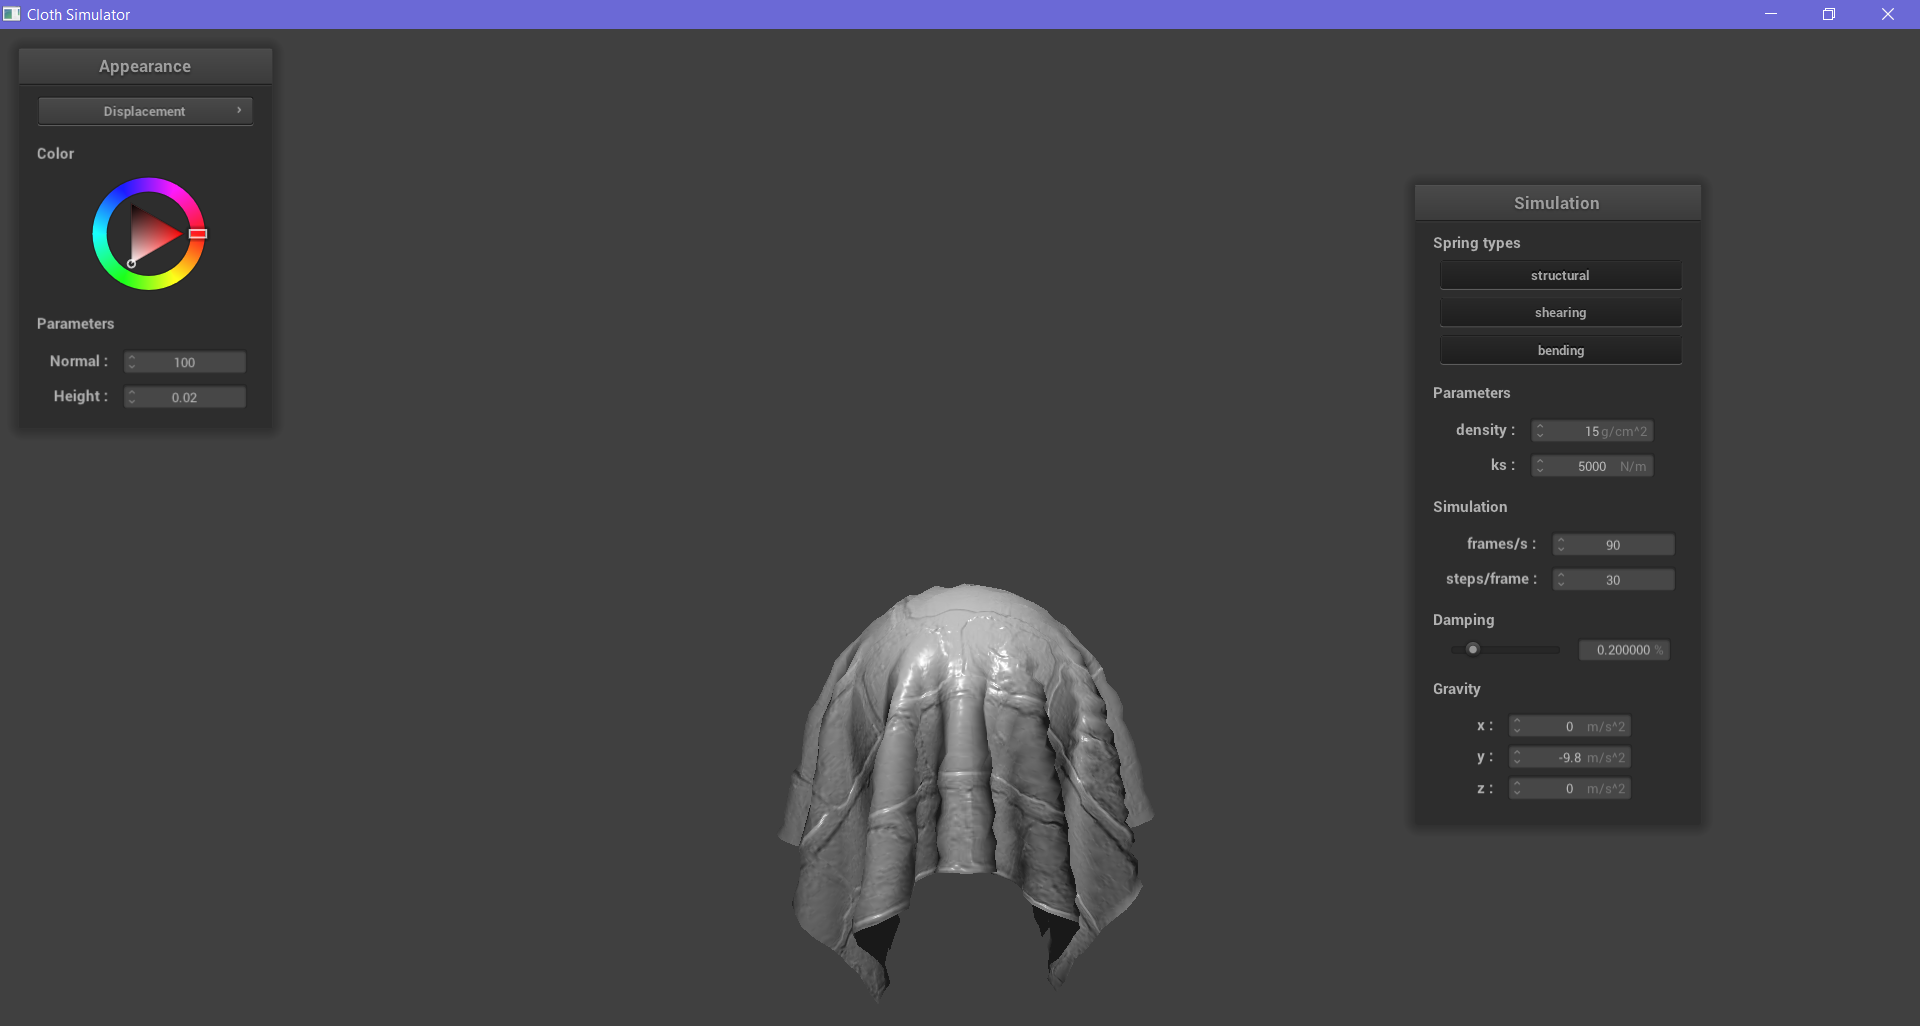 Cloth Simulator
Appearance
Displacement
Color
Parameters
Normal : 100
Height : 0.02
Simulation
Spring types
structural
shearing
bending
Parameters
density : 15 g/cm^2
ks : 5000 N/m
Simulation
frames/s : 90
steps/frame : 30
Damping
0.200000 %
Gravity
x : 0 m/s^2
y : -9.8 m/s^2
z : 0 m/s^2